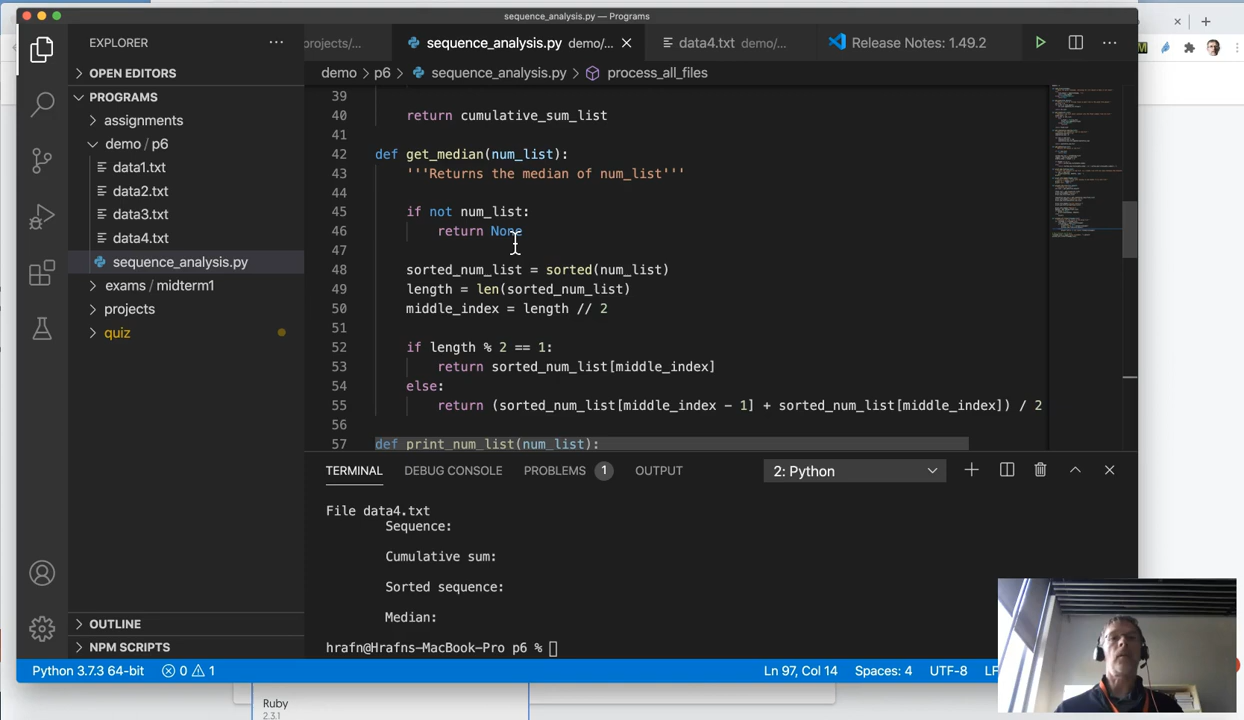 sequence_analysis.py — Programs
EXPLORER
projects/...
sequence_analysis.py demo/...
data4.txt demo/...
Release Notes: 1.49.2
OPEN EDITORS
demo > p6 > sequence_analysis.py > process_all_files
PROGRAMS
assignments
demo / p6
data1.txt
data2.txt
data3.txt
data4.txt
sequence_analysis.py
exams / midterm1
projects
quiz
OUTLINE
NPM SCRIPTS
39
40 return cumulative_sum_list
41
42 def get_median(num_list):
43 '''Returns the median of num_list'''
44
45 if not num_list:
46 return None
47
48 sorted_num_list = sorted(num_list)
49 length = len(sorted_num_list)
50 middle_index = length // 2
51
52 if length % 2 == 1:
53 return sorted_num_list[middle_index]
54 else:
55 return (sorted_num_list[middle_index - 1] + sorted_num_list[middle_index]) / 2
56
57 def print_num_list(num_list):
TERMINAL DEBUG CONSOLE PROBLEMS 1 OUTPUT 2: Python
File data4.txt
Sequence:
Cumulative sum:
Sorted sequence:
Median:
hrafn@Hrafns-MacBook-Pro p6 %
Python 3.7.3 64-bit 0 1 Ln 97, Col 14 Spaces: 4 UTF-8 LF
Ruby
2.3.1